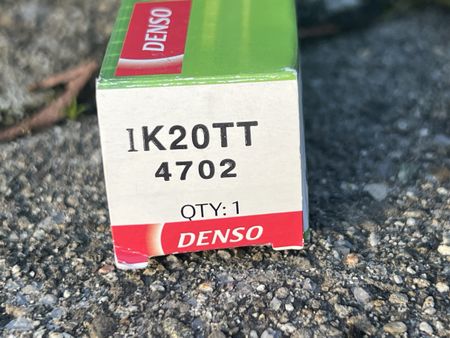 DENSO
IK20TT
4702
QTY: 1
DENSO